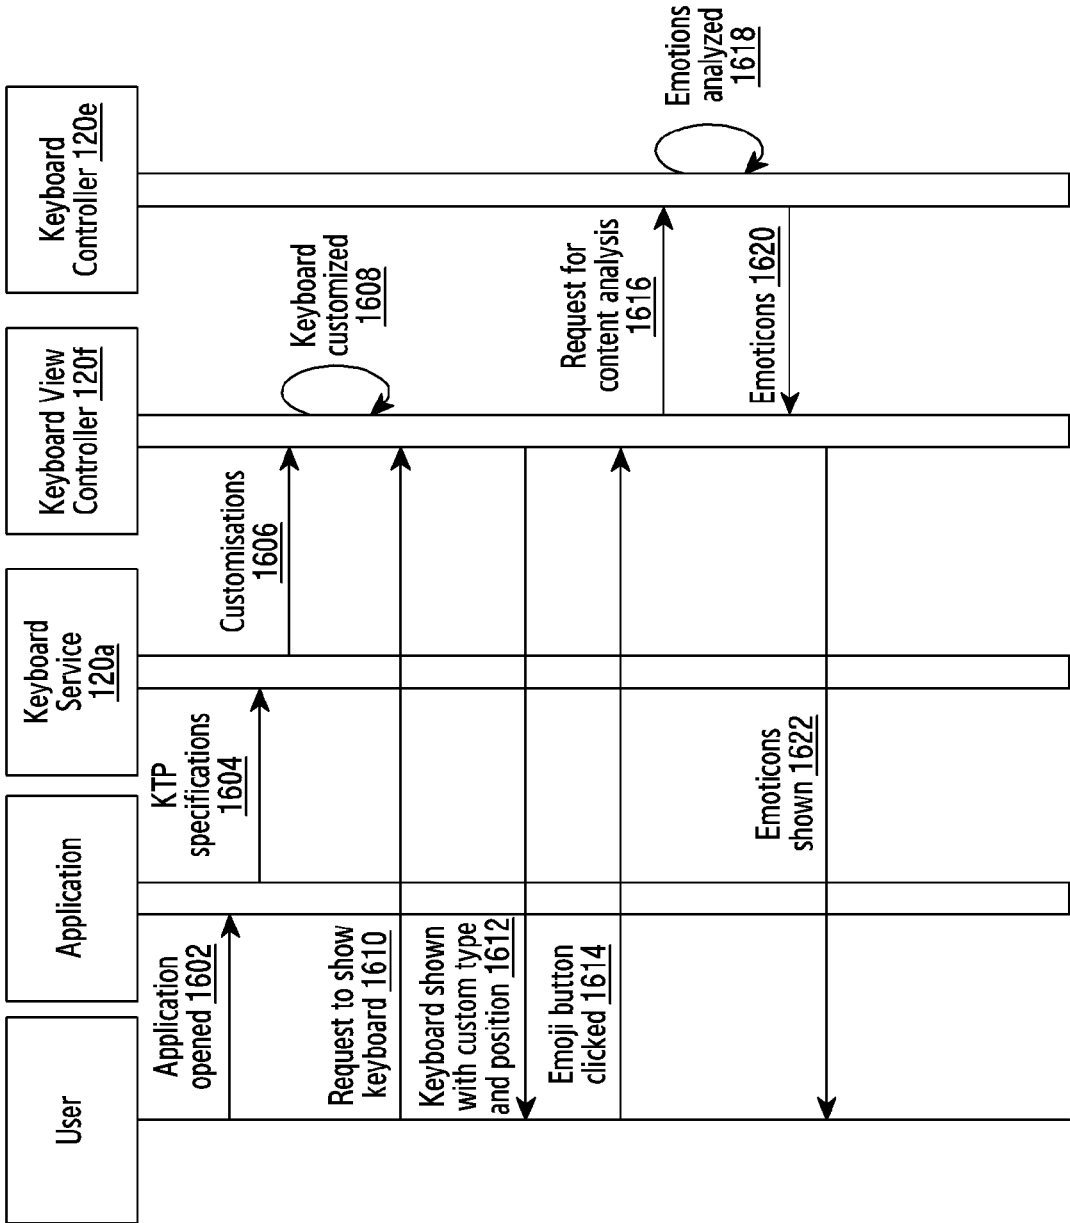 User
Application
Keyboard
Service
120a
Keyboard View
Controller 120f
Keyboard
Controller 120e
Application
opened 1602
KTP
specifications
1604
Customisations
1606
Keyboard
customized
1608
Request to show
keyboard 1610
Keyboard shown
with custom type
and position 1612
Emoji button
clicked 1614
Request for
content analysis
1616
Emotions
analyzed
1618
Emoticons 1620
Emoticons
shown 1622